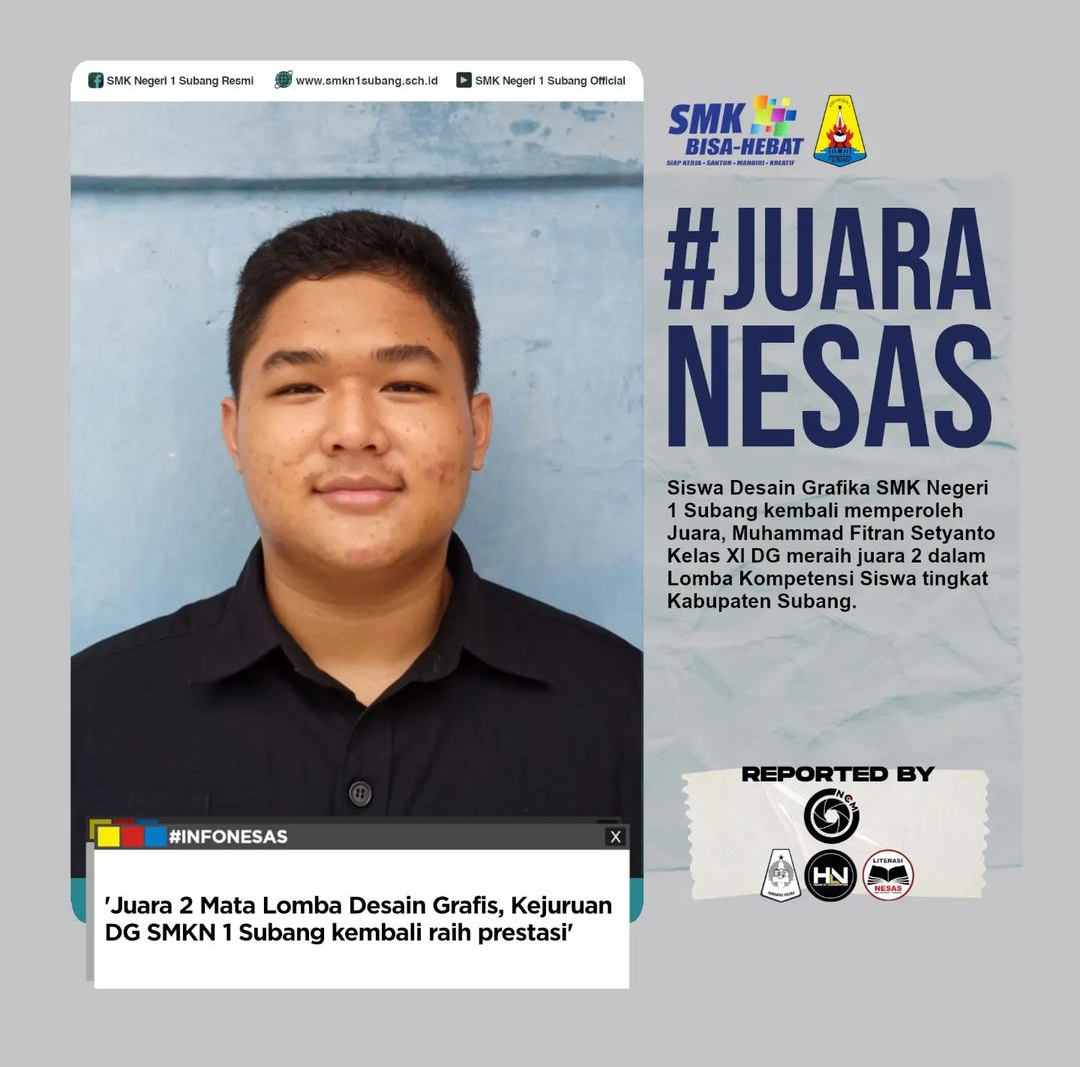 SMK Negeri 1 Subang Resmi
www.smkn1subang.sch.id
SMK Negeri 1 Subang Official
SMK
BISA-HEBAT
SIAP KERJA • SANTUN • MANDIRI • KREATIF
#JUARA
NESAS
Siswa Desain Grafika SMK Negeri
1 Subang kembali memperoleh
Juara, Muhammad Fitran Setyanto
Kelas XI DG meraih juara 2 dalam
Lomba Kompetensi Siswa tingkat
Kabupaten Subang.
#INFONESAS
X
'Juara 2 Mata Lomba Desain Grafis, Kejuruan
DG SMKN 1 Subang kembali raih prestasi'
REPORTED BY
NCM
HLN
LITERASI
NESAS